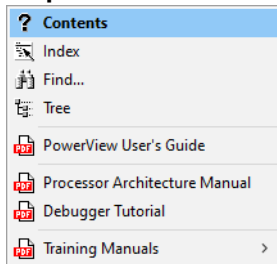 Contents
Index
Find...
Tree
PowerView User's Guide
Processor Architecture Manual
Debugger Tutorial
Training Manuals